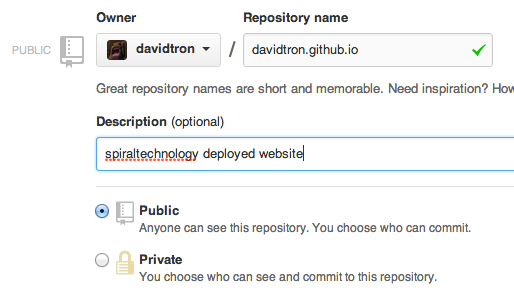 Owner Repository name
PUBLIC davidtron / davidtron.github.io
Great repository names are short and memorable. Need inspiration? How
Description (optional)
spiraltechnology deployed website
Public
Anyone can see this repository. You choose who can commit.
Private
You choose who can see and commit to this repository.